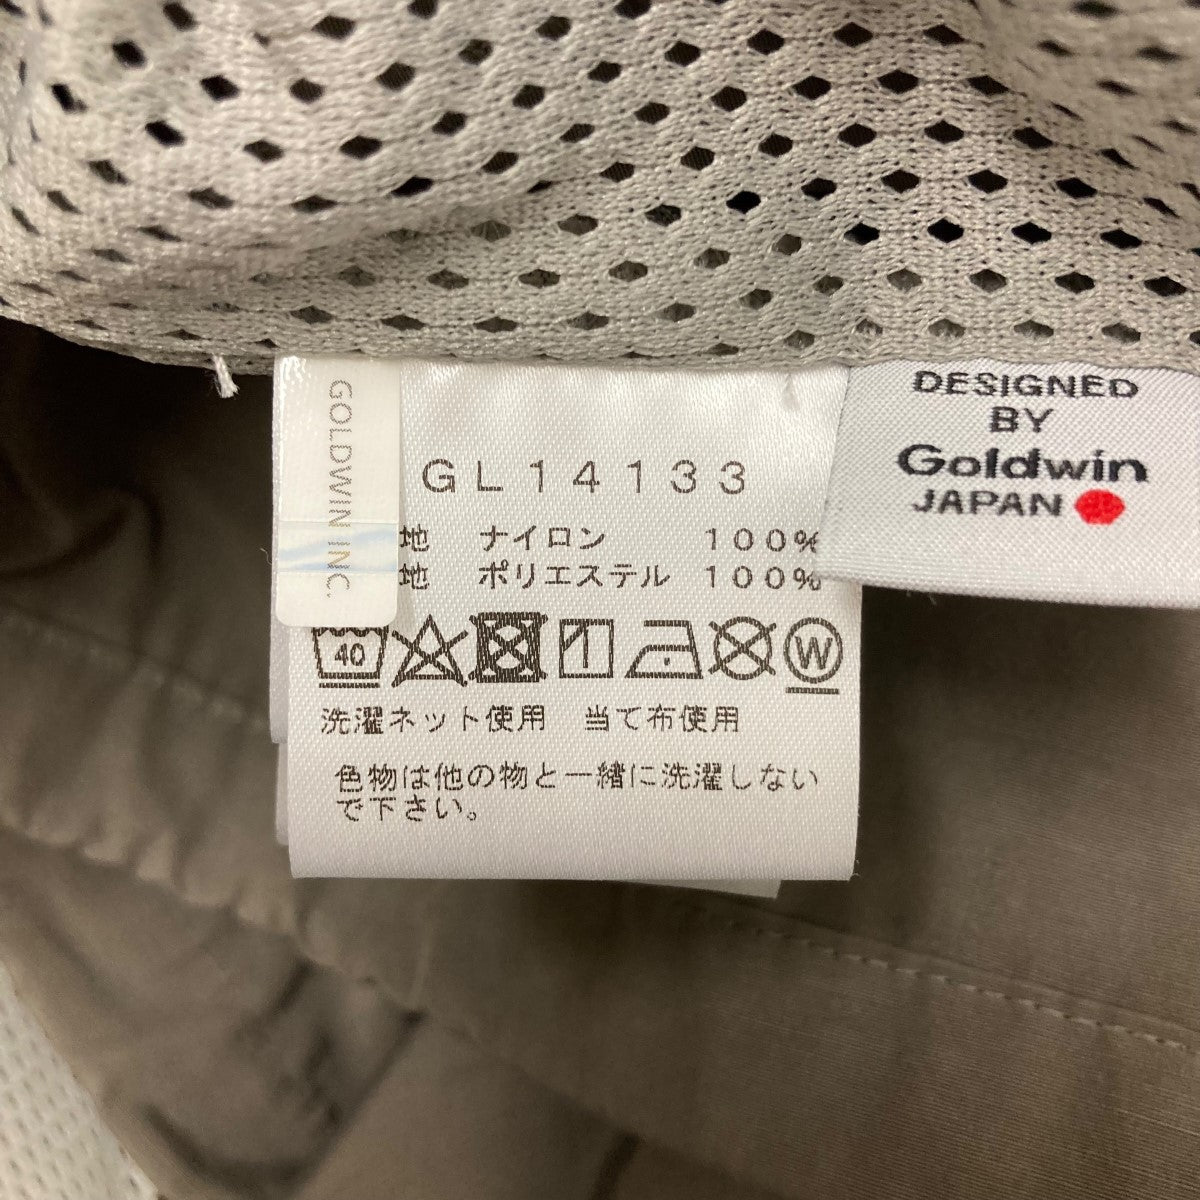 GOLDWIN INC.
GL14133
地 ナイロン 100%
地 ポリエステル 100%
40
W
洗濯ネット使用 当て布使用
色物は他の物と一緒に洗濯しない
で下さい。
DESIGNED
BY
Goldwin
JAPAN